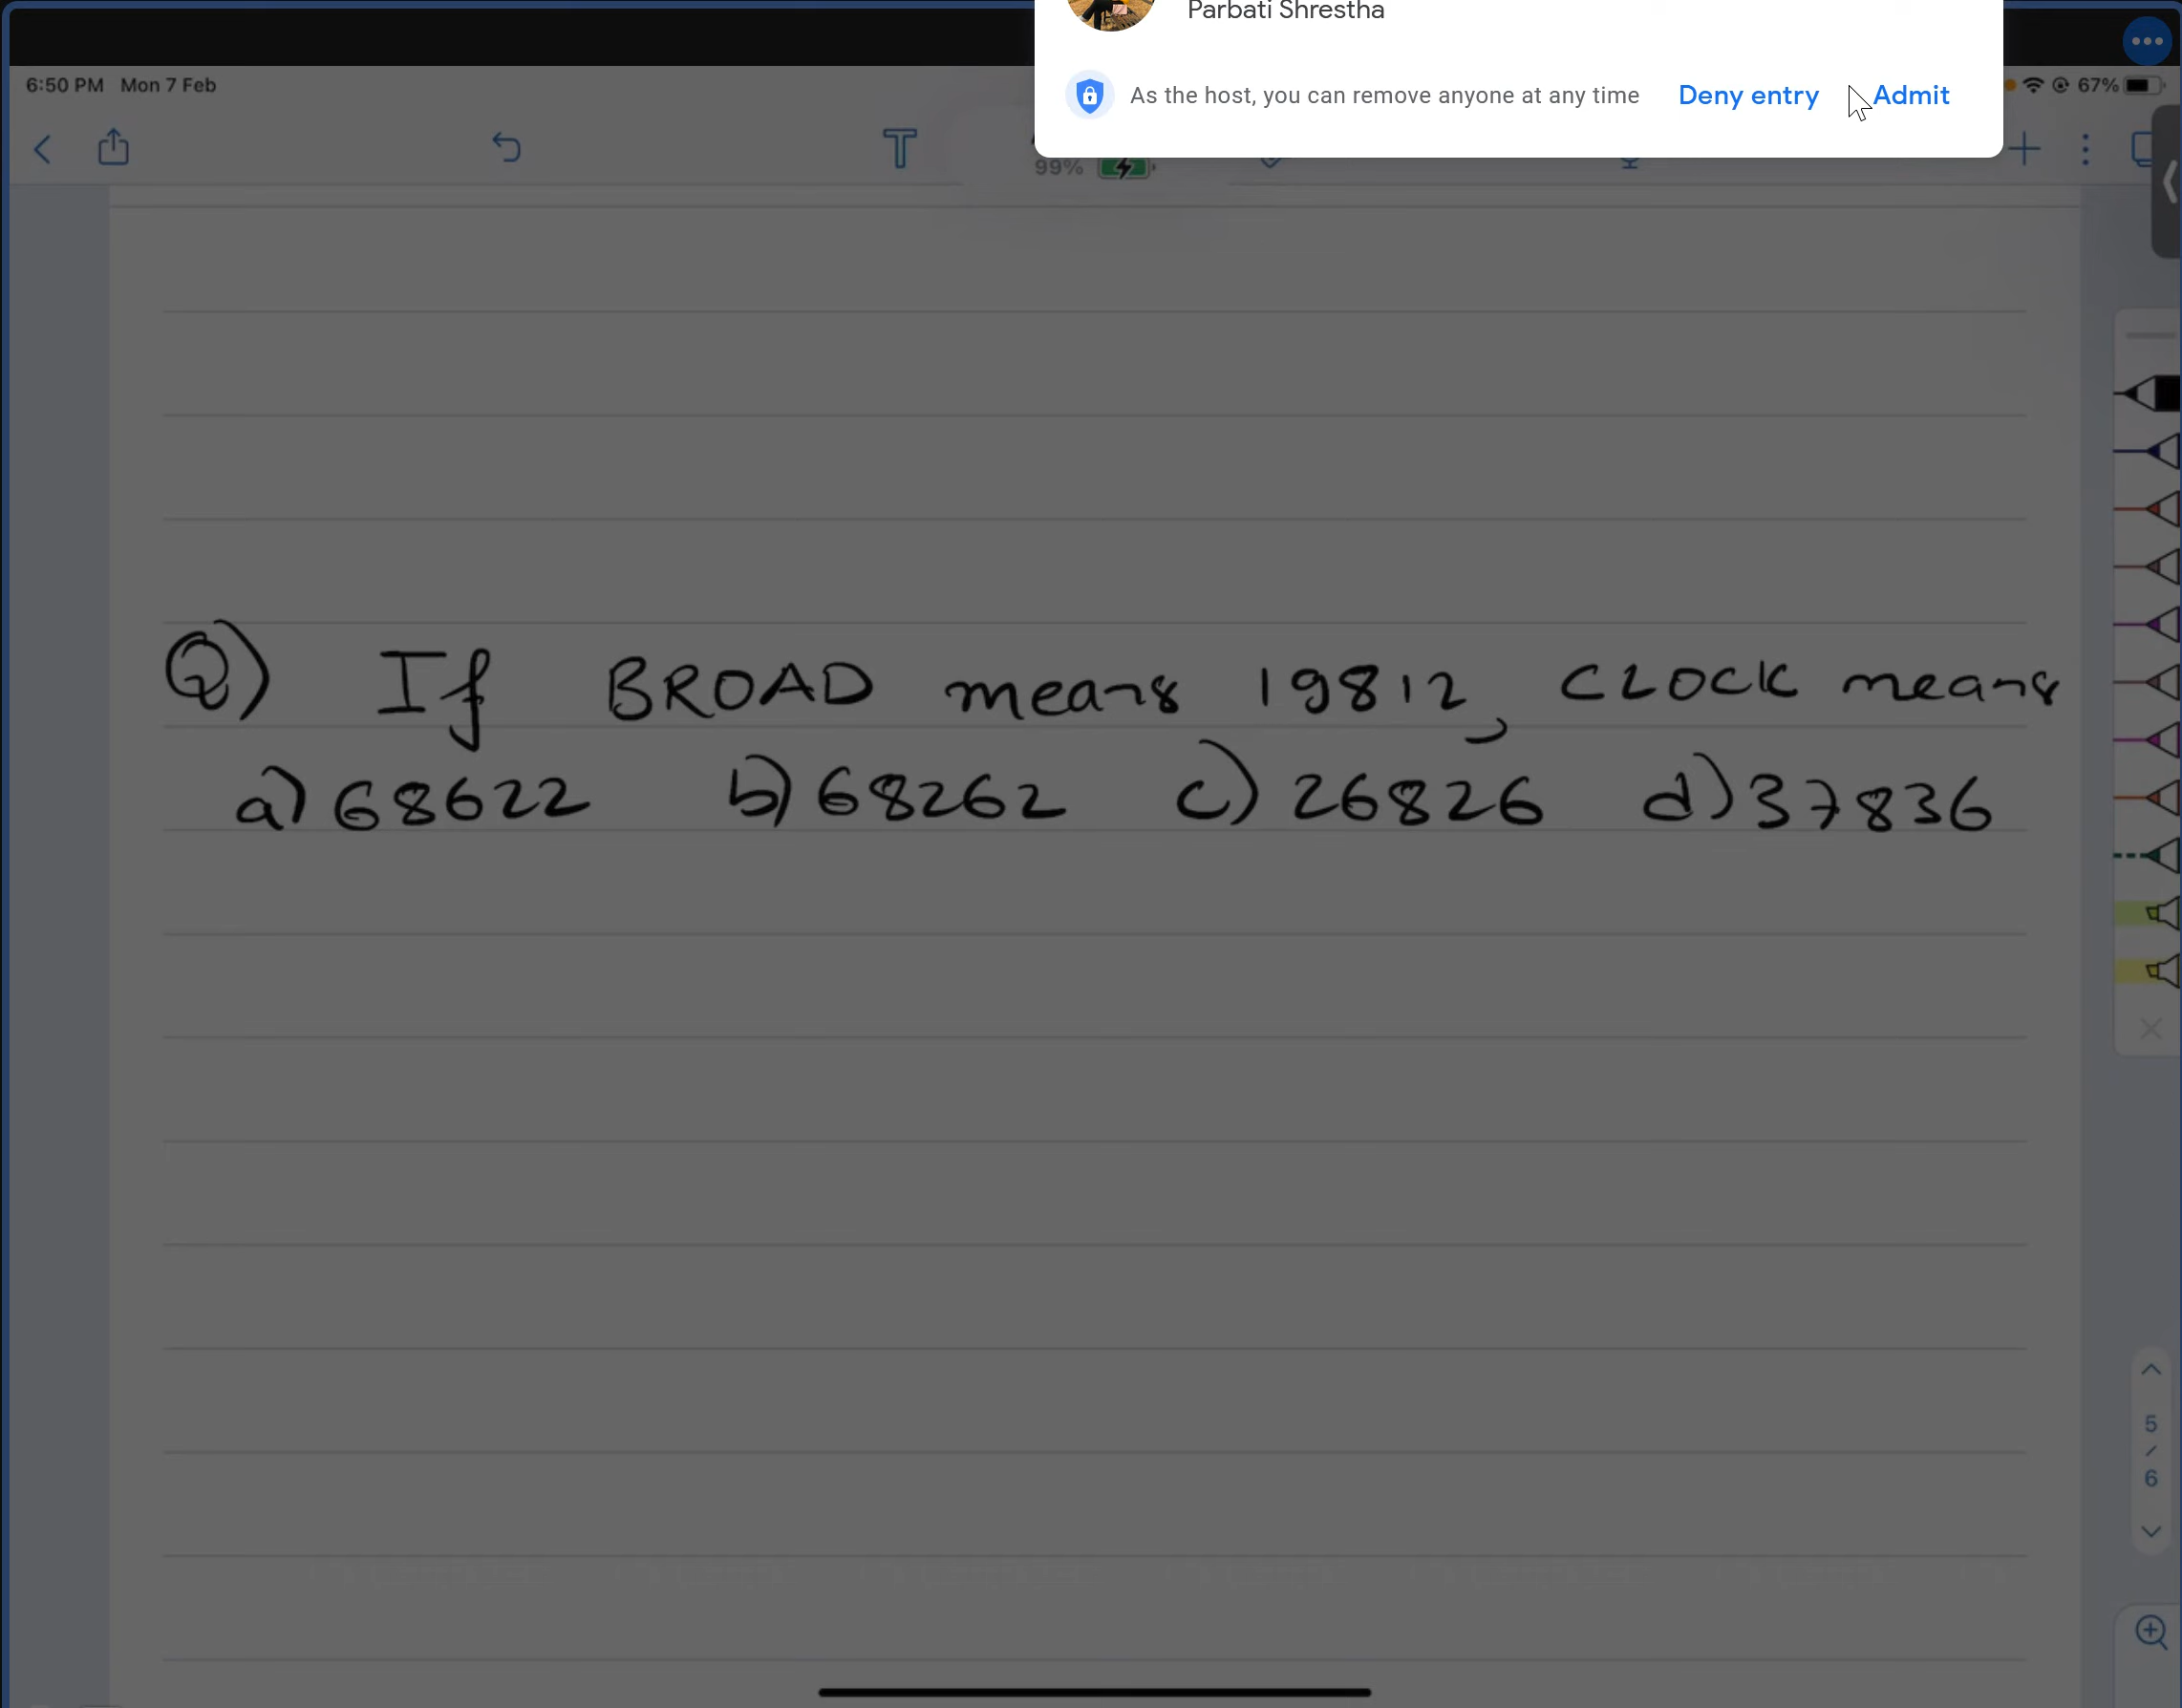 Parbati Shrestha
6:50 PM Mon 7 Feb
As the host, you can remove anyone at any time Deny entry Admit
67%
99%
Q) If BROAD means 19812, CLOCK means
a) 68622 b) 68262 c) 26826 d) 37836
5
/
6